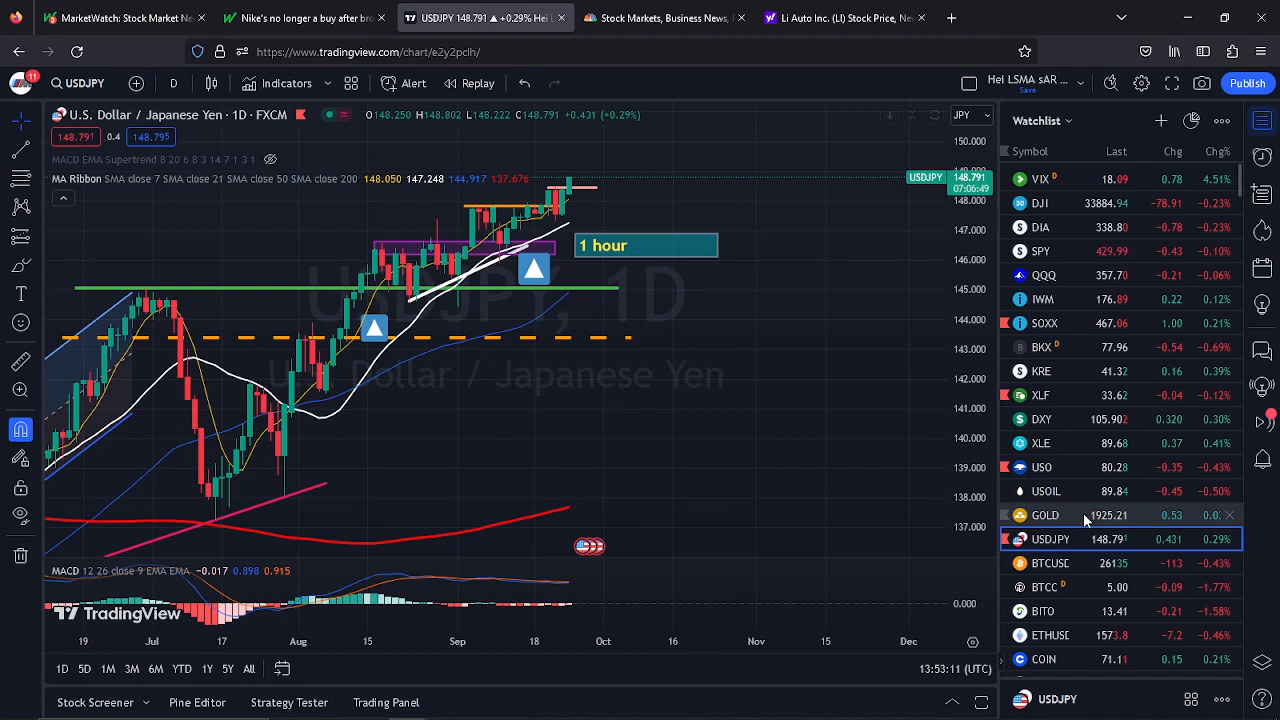 MarketWatch: Stock Market Ne
Nike's no longer a buy after bro
USDJPY 148.791 ▲ +0.29% Hei L
Stock Markets, Business News, F
Li Auto Inc. (LI) Stock Price, Ne
https://www.tradingview.com/chart/e2y2pclh/
11
USDJPY
D
Indicators
Alert
Replay
Hei LSMA sAR ...
Save
Publish
U.S. Dollar / Japanese Yen · 1D · FXCM
O148.250 H148.802 L148.222 C148.791 +0.431 (+0.29%)
JPY
148.791 0.4 148.795
MACD EMA Supertrend 8 20 6 8 3 14 7 1 3 1
MA Ribbon SMA close 7 SMA close 21 SMA close 50 SMA close 200 148.050 147.248 144.917 137.676
150.000
USDJPY 148.791
07:06:49
148.000
147.000
146.000
145.000
144.000
143.000
142.000
141.000
140.000
139.000
138.000
137.000
1 hour
USDJPY, 1D
U.S. Dollar / Japanese Yen
MACD 12 26 close 9 EMA EMA −0.017 0.898 0.915
0.000
TradingView
19 Jul 17 Aug 15 Sep 18 Oct 16 Nov 15 Dec
1D 5D 1M 3M 6M YTD 1Y 5Y All
13:53:11 (UTC)
Stock Screener Pine Editor Strategy Tester Trading Panel
Watchlist
Symbol Last Chg Chg%
VIX D 18.09 0.78 4.51%
DJI 33884.94 −78.91 −0.23%
DIA 338.80 −0.78 −0.23%
SPY 429.99 −0.43 −0.10%
QQQ 357.70 −0.21 −0.06%
IWM 176.89 0.22 0.12%
SOXX 467.06 1.00 0.21%
BKX D 77.96 −0.54 −0.69%
KRE 41.32 0.16 0.39%
XLF 33.62 −0.04 −0.12%
DXY 105.902 0.320 0.30%
XLE 89.68 0.37 0.41%
USO 80.28 −0.35 −0.43%
USOIL 89.84 −0.45 −0.50%
GOLD 1925.21 0.53 0.0
USDJPY 148.791 0.431 0.29%
BTCUSD 26135 −113 −0.43%
BTCC D 5.00 −0.09 −1.77%
BITO 13.41 −0.21 −1.58%
ETHUSD 1573.8 −7.2 −0.46%
COIN 71.11 0.15 0.21%
USDJPY